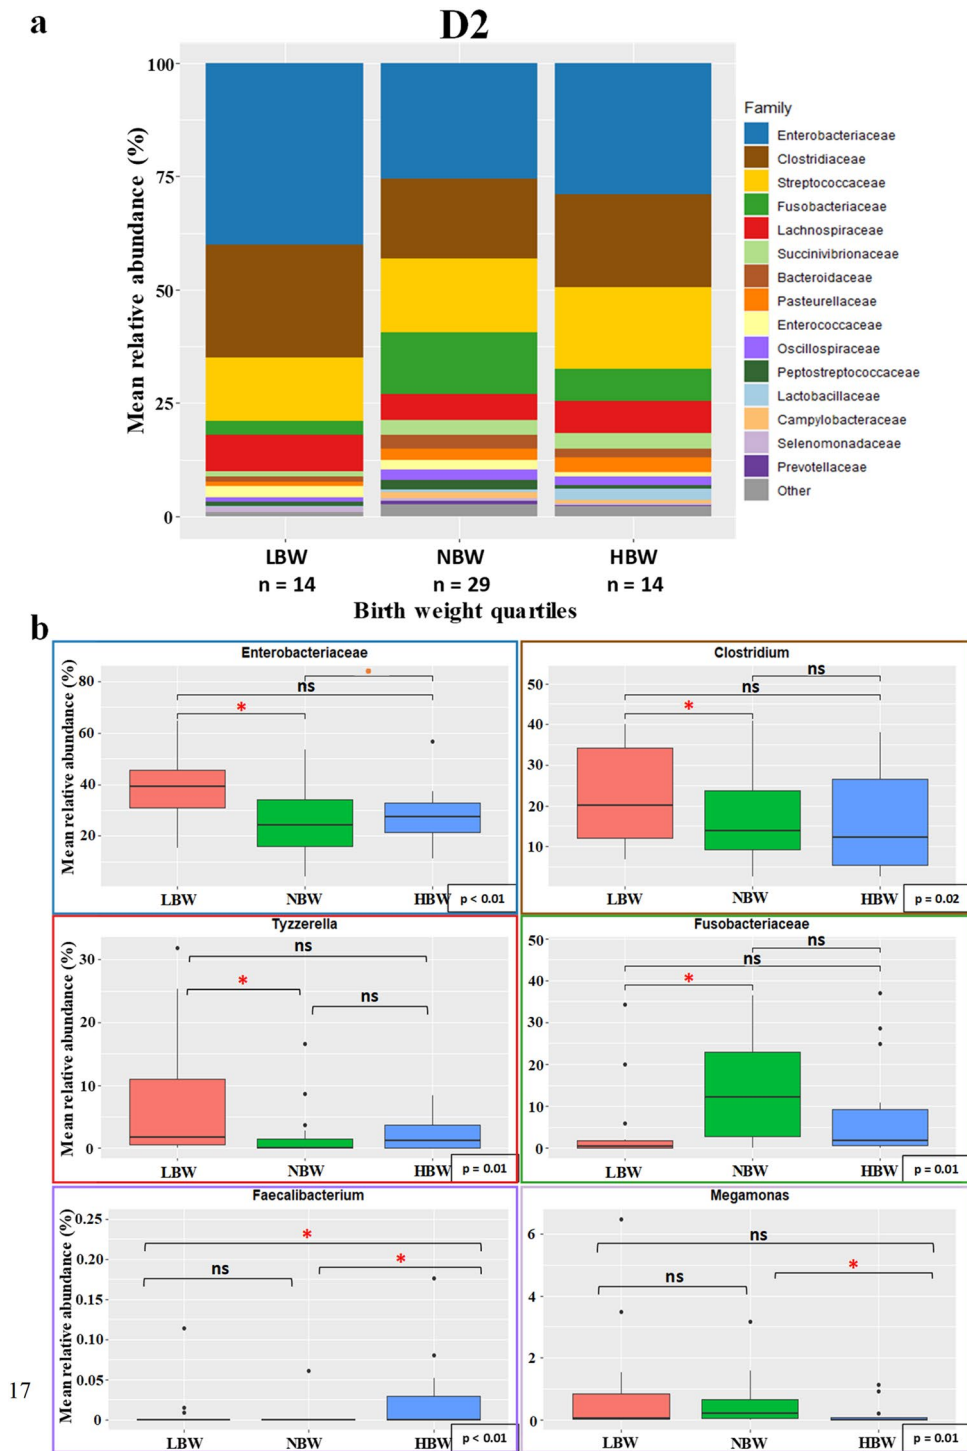 a
D2
Mean relative abundance (%)
100
75
50
25
0
LBW
n = 14
NBW
n = 29
HBW
n = 14
Birth weight quartiles
Family
Enterobacteriaceae
Clostridiaceae
Streptococcaceae
Fusobacteriaceae
Lachnospiraceae
Succinivibrionaceae
Bacteroidaceae
Pasteurellaceae
Enterococcaceae
Oscillospiraceae
Peptostreptococcaceae
Lactobacillaceae
Campylobacteraceae
Selenomonadaceae
Prevotellaceae
Other
b
Enterobacteriaceae
Mean relative abundance (%)
80
60
40
20
ns
*
LBW
NBW
HBW
p < 0.01
Clostridium
50
40
30
20
10
ns
ns
*
LBW
NBW
HBW
p = 0.02
Tyzzerella
Mean relative abundance (%)
30
20
10
0
ns
*
ns
LBW
NBW
HBW
p = 0.01
Fusobacteriaceae
50
40
30
20
10
0
ns
ns
*
LBW
NBW
HBW
p = 0.01
Faecalibacterium
Mean relative abundance (%)
0.25
0.20
0.15
0.10
0.05
0
*
*
ns
LBW
NBW
HBW
p < 0.01
Megamonas
6
4
2
0
ns
*
ns
LBW
NBW
HBW
p = 0.01
17